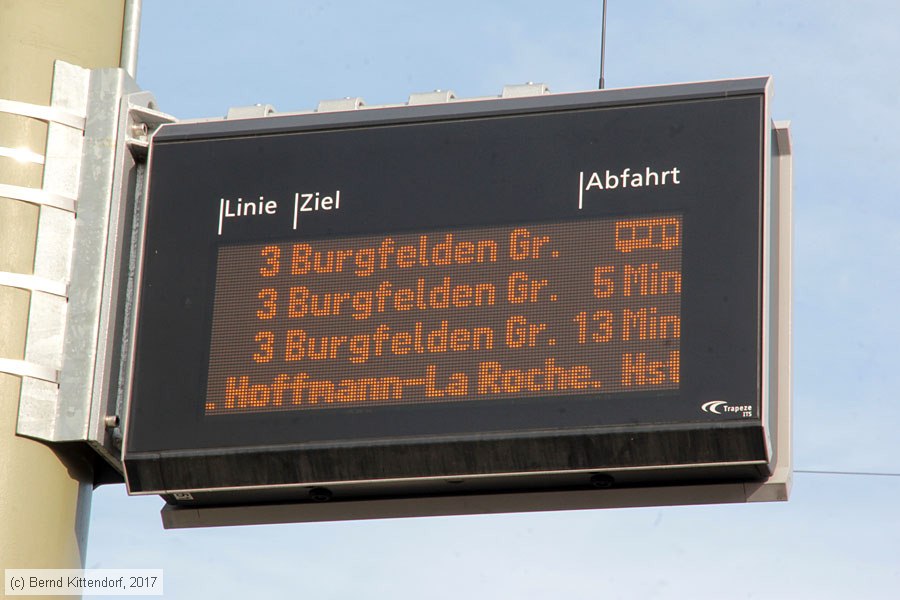 Linie Ziel Abfahrt
3 Burgfelden Gr.
3 Burgfelden Gr. 5 Min
3 Burgfelden Gr. 13 Min
. Hoffmann-La Roche. Hst
Trapeze
ITS
(c) Bernd Kittendorf, 2017